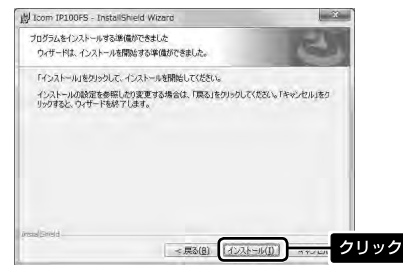 Icom IP100FS - InstallShield Wizard
プログラムをインストールする準備ができました
ウィザードは、インストールを開始する準備ができました。
「インストール」をクリックして、インストールを開始してください。
インストールの設定を参照したり変更する場合は、「戻る」をクリックしてください。「キャンセル」をク
リックすると、ウィザードを終了します。
InstallShield
< 戻る(B)
インストール(I)
クリック